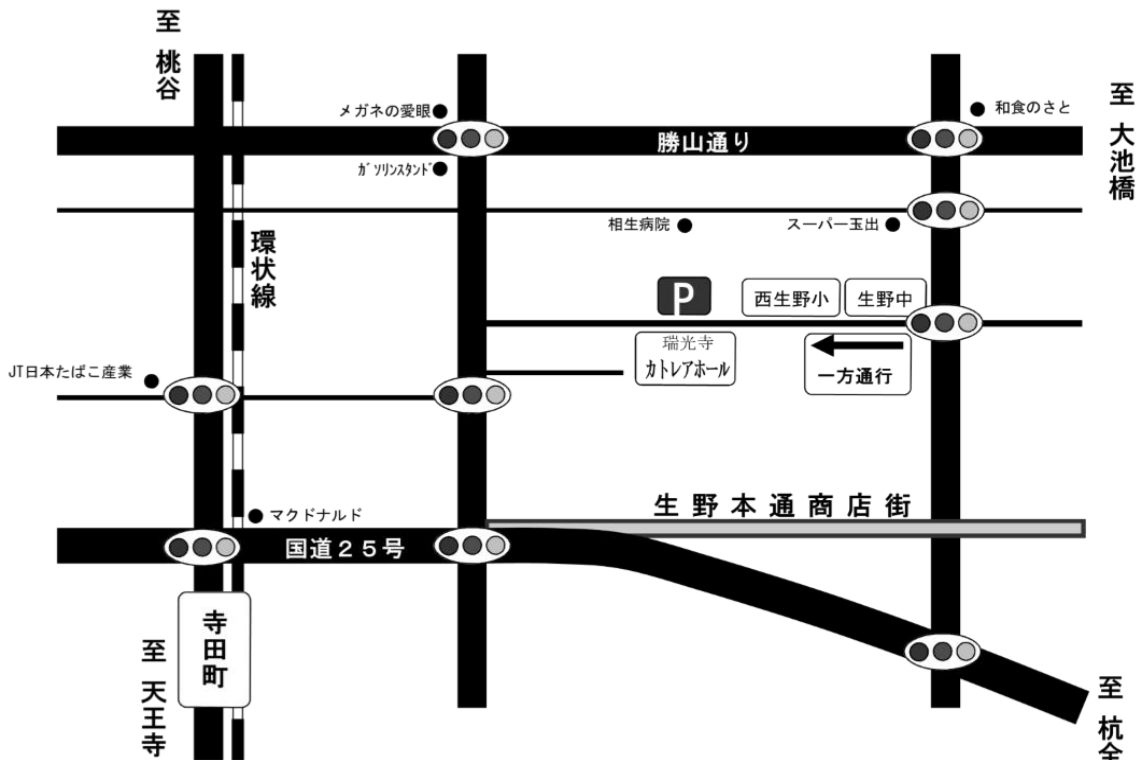 至 桃谷
メガネの愛眼
和食のさと
至 大池橋
勝山通り
ガソリンスタンド
相生病院
スーパー玉出
環状線
P
西生野小
生野中
瑞光寺
カトレアホール
一方通行
JT日本たばこ産業
マクドナルド
生野本通商店街
国道25号
寺田町
至 天王寺
至 杭全